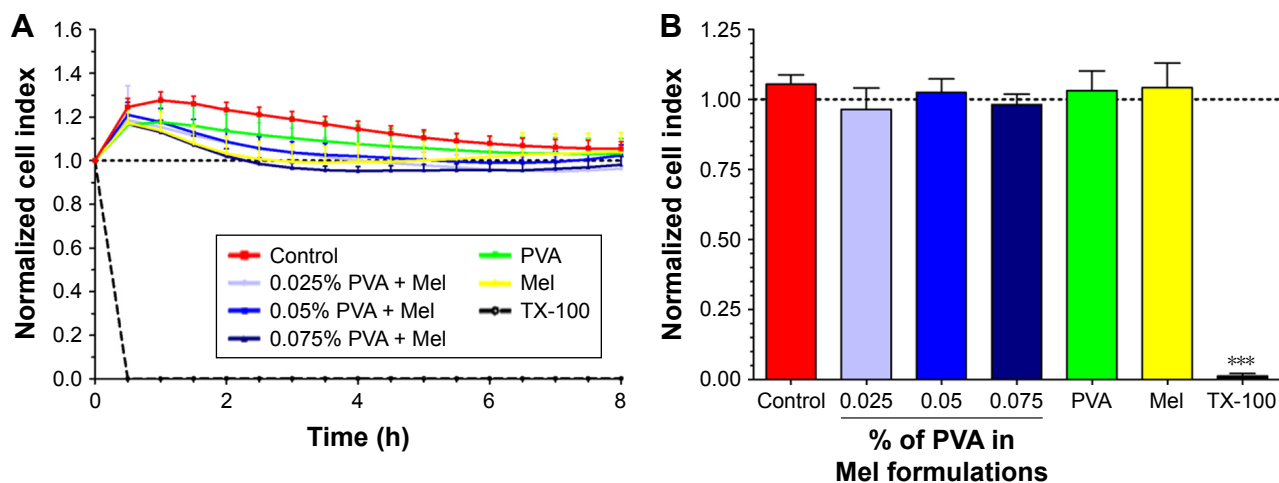 A
Normalized cell index
1.6
1.4
1.2
1.0
0.8
0.6
0.4
0.2
0.0
0 2 4 6 8
Time (h)
Control
0.025% PVA + Mel
0.05% PVA + Mel
0.075% PVA + Mel
PVA
Mel
TX-100
B
Normalized cell index
1.25
1.00
0.75
0.50
0.25
0.00
***
Control 0.025 0.05 0.075 PVA Mel TX-100
% of PVA in
Mel formulations